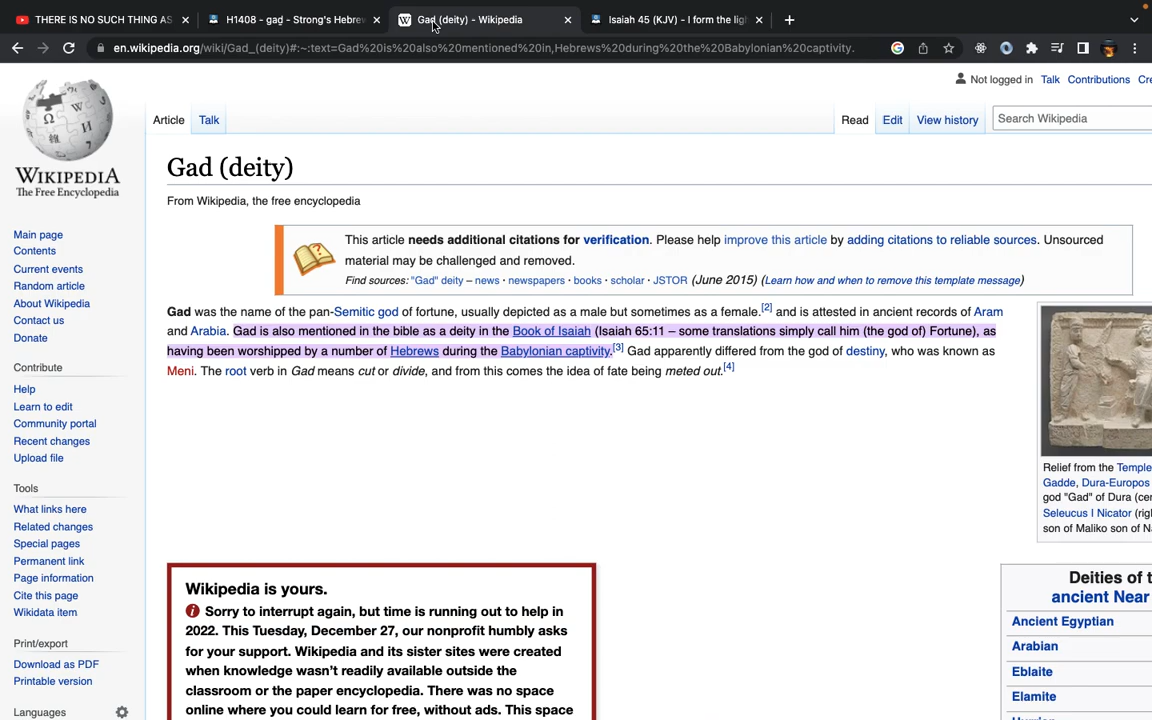 THERE IS NO SUCH THING AS
H1408 - gaḏ - Strong's Hebrew
Gad (deity) - Wikipedia
Isaiah 45 (KJV) - I form the ligh
en.wikipedia.org/wiki/Gad_(deity)#:~:text=Gad%20is%20also%20mentioned%20in,Hebrews%20during%20the%20Babylonian%20captivity.
Not logged in Talk Contributions Cre
Article Talk Read Edit View history Search Wikipedia
WIKIPEDIA
The Free Encyclopedia
Gad (deity)
From Wikipedia, the free encyclopedia
Main page
Contents
Current events
Random article
About Wikipedia
Contact us
Donate
Contribute
Help
Learn to edit
Community portal
Recent changes
Upload file
Tools
What links here
Related changes
Special pages
Permanent link
Page information
Cite this page
Wikidata item
Print/export
Download as PDF
Printable version
Languages
This article needs additional citations for verification. Please help improve this article by adding citations to reliable sources. Unsourced
material may be challenged and removed.
Find sources: "Gad" deity – news · newspapers · books · scholar · JSTOR (June 2015) (Learn how and when to remove this template message)
Gad was the name of the pan-Semitic god of fortune, usually depicted as a male but sometimes as a female.[2] and is attested in ancient records of Aram
and Arabia. Gad is also mentioned in the bible as a deity in the Book of Isaiah (Isaiah 65:11 – some translations simply call him (the god of) Fortune), as
having been worshipped by a number of Hebrews during the Babylonian captivity.[3] Gad apparently differed from the god of destiny, who was known as
Meni. The root verb in Gad means cut or divide, and from this comes the idea of fate being meted out.[4]
Relief from the Temple
Gadde, Dura-Europos
god "Gad" of Dura (cen
Seleucus I Nicator (righ
son of Maliko son of Na
Wikipedia is yours.
Sorry to interrupt again, but time is running out to help in
2022. This Tuesday, December 27, our nonprofit humbly asks
for your support. Wikipedia and its sister sites were created
when knowledge wasn't readily available outside the
classroom or the paper encyclopedia. There was no space
online where you could learn for free, without ads. This space
Deities of t
ancient Near
Ancient Egyptian
Arabian
Eblaite
Elamite